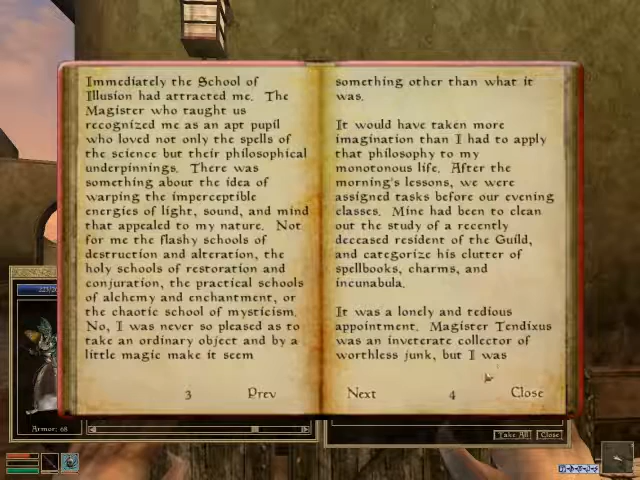 Immediately the School of
Illusion had attracted me. The
Magister who taught us
recognized me as an apt pupil
who loved not only the spells of
the science but their philosophical
underpinnings. There was
something about the idea of
warping the imperceptible
energies of light, sound, and mind
that appealed to my nature. Not
for me the flashy schools of
destruction and alteration, the
holy schools of restoration and
conjuration, the practical schools
of alchemy and enchantment, or
the chaotic school of mysticism.
No, I was never so pleased as to
take an ordinary object and by a
little magic make it seem
3 Prev
something other than what it
was.
It would have taken more
imagination than I had to apply
that philosophy to my
monotonous life. After the
morning's lessons, we were
assigned tasks before our evening
classes. Mine had been to clean
out the study of a recently
deceased resident of the Guild,
and categorize his clutter of
spellbooks, charms, and
incunabula.
It was a lonely and tedious
appointment. Magister Tendixus
was an inveterate collector of
worthless junk, but I was
Next 4 Close
Armor: 68
Take All Close